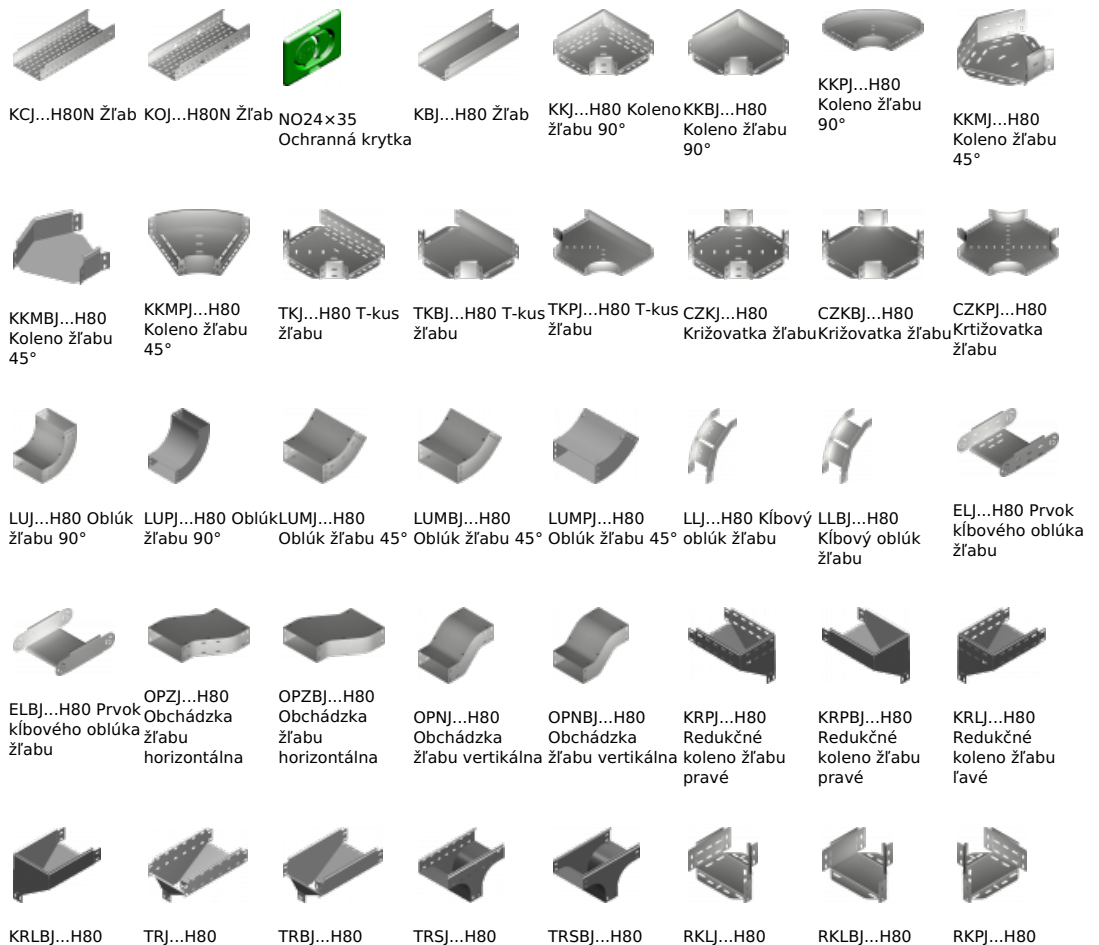 KCJ...H80N Žľab
KOJ...H80N Žľab
NO24×35
Ochranná krytka
KBJ...H80 Žľab
KKJ...H80 Koleno
žľabu 90°
KKBJ...H80
Koleno žľabu
90°
KKPJ...H80
Koleno žľabu
90°
KKMJ...H80
Koleno žľabu
45°
KKMBJ...H80
Koleno žľabu
45°
KKMPJ...H80
Koleno žľabu
45°
TKJ...H80 T-kus
žľabu
TKBJ...H80 T-kus
žľabu
TKPJ...H80 T-kus
žľabu
CZKJ...H80
Križovatka žľabu
CZKBJ...H80
Križovatka žľabu
CZKPJ...H80
Krtižovatka
žľabu
LUJ...H80 Oblúk
žľabu 90°
LUPJ...H80 Oblúk
žľabu 90°
LUMJ...H80
Oblúk žľabu 45°
LUMBJ...H80
Oblúk žľabu 45°
LUMPJ...H80
Oblúk žľabu 45°
LLJ...H80 Kĺbový
oblúk žľabu
LLBJ...H80
Kĺbový oblúk
žľabu
ELJ...H80 Prvok
kĺbového oblúka
žľabu
ELBJ...H80 Prvok
kĺbového oblúka
žľabu
OPZJ...H80
Obchádzka
žľabu
horizontálna
OPZBJ...H80
Obchádzka
žľabu
horizontálna
OPNJ...H80
Obchádzka
žľabu vertikálna
OPNBJ...H80
Obchádzka
žľabu vertikálna
KRPJ...H80
Redukčné
koleno žľabu
pravé
KRPBJ...H80
Redukčné
koleno žľabu
pravé
KRLJ...H80
Redukčné
koleno žľabu
ľavé
KRLBJ...H80
TRJ...H80
TRBJ...H80
TRSJ...H80
TRSBJ...H80
RKLJ...H80
RKLBJ...H80
RKPJ...H80